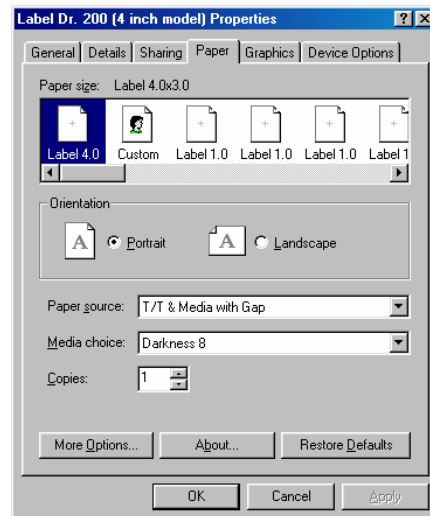 Label Dr. 200 (4 inch model) Properties
General Details Sharing Paper Graphics Device Options
Paper size: Label 4.0x3.0
Label 4.0 Custom Label 1.0 Label 1.0 Label 1.0 Label 1
Orientation
A Portrait A Landscape
Paper source: T/T & Media with Gap
Media choice: Darkness 8
Copies: 1
More Options... About... Restore Defaults
OK Cancel Apply